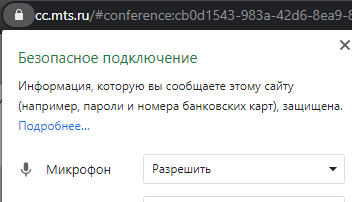 cc.mts.ru/#conference:cb0d1543-983a-42d6-8ea9-8
Безопасное подключение
Информация, которую вы сообщаете этому сайту
(например, пароли и номера банковских карт), защищена.
Подробнее...
Микрофон Разрешить